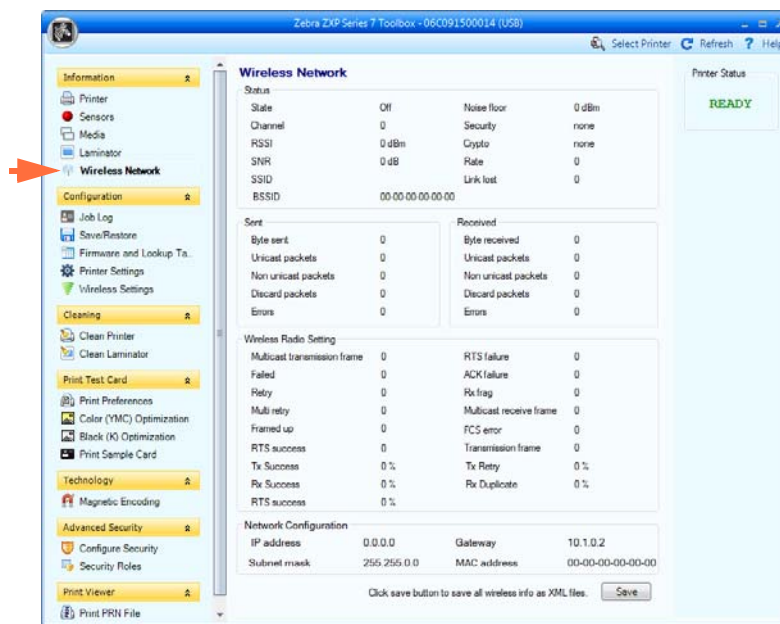 Zebra ZXP Series 7 Toolbox - 06C091500014 (USB)
Select Printer Refresh ? Help
Information
Printer
Sensors
Media
Laminator
Wireless Network
Configuration
Job Log
Save/Restore
Firmware and Lookup Ta..
Printer Settings
Wireless Settings
Cleaning
Clean Printer
Clean Laminator
Print Test Card
Print Preferences
Color (YMC) Optimization
Black (K) Optimization
Print Sample Card
Technology
Magnetic Encoding
Advanced Security
Configure Security
Security Roles
Print Viewer
Print PRN File
Wireless Network
Status
State Off Noise floor 0 dBm
Channel 0 Security none
RSSI 0 dBm Crypto none
SNR 0 dB Rate 0
SSID Link lost 0
BSSID 00-00-00-00-00-00
Sent
Byte sent 0
Unicast packets 0
Non unicast packets 0
Discard packets 0
Errors 0
Received
Byte received 0
Unicast packets 0
Non unicast packets 0
Discard packets 0
Errors 0
Wireless Radio Setting
Multicast transmission frame 0 RTS failure 0
Failed 0 ACK failure 0
Retry 0 Rx frag 0
Multi retry 0 Multicast receive frame 0
Framed up 0 FCS error 0
RTS success 0 Transmission frame 0
Tx Success 0 % Tx Retry 0 %
Rx Success 0 % Rx Duplicate 0 %
RTS success 0 %
Network Configuration
IP address 0.0.0.0 Gateway 10.1.0.2
Subnet mask 255.255.0.0 MAC address 00-00-00-00-00-00
Click save button to save all wireless info as XML files. Save
Printer Status
READY